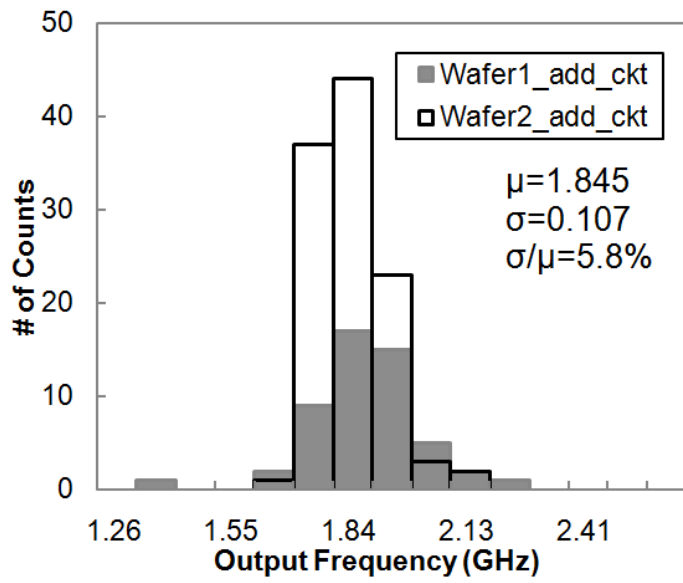 50
40
30
20
10
0
# of Counts
Wafer1_add_ckt
Wafer2_add_ckt
μ=1.845
σ=0.107
σ/μ=5.8%
1.26 1.55 1.84 2.13 2.41
Output Frequency (GHz)